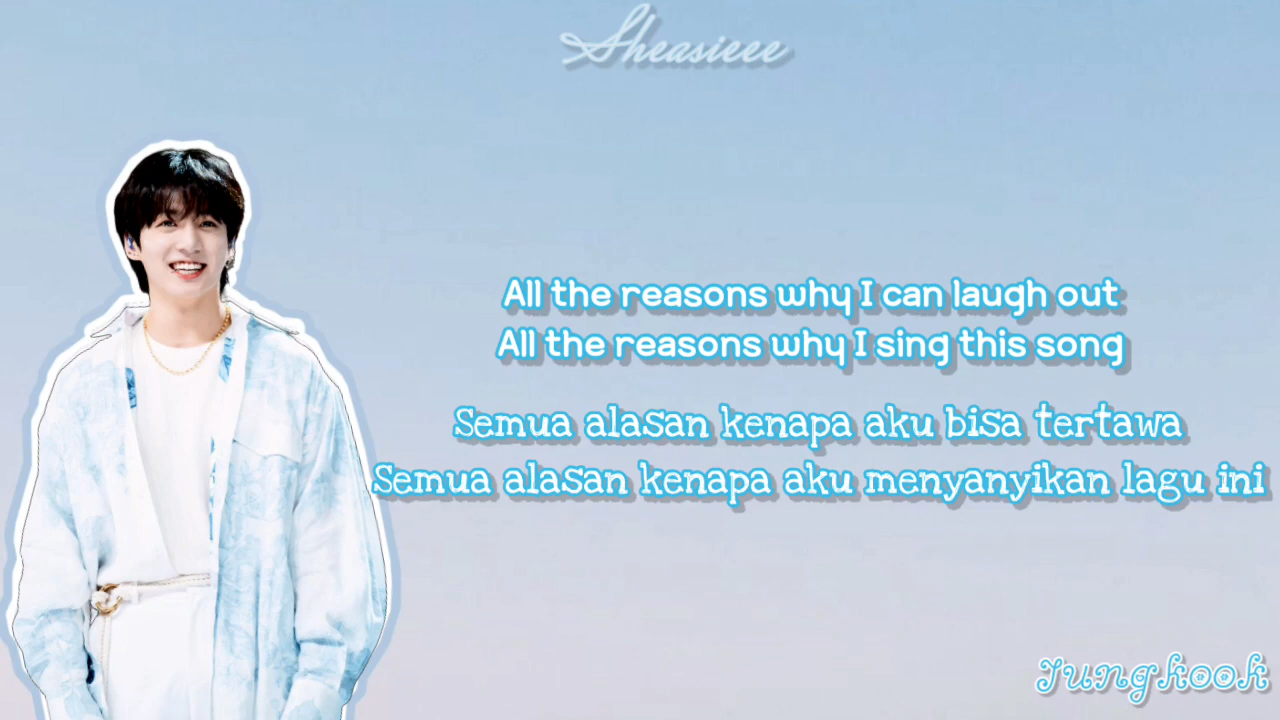 Sheasieee
All the reasons why I can laugh out
All the reasons why I sing this song
Semua alasan kenapa aku bisa tertawa
Semua alasan kenapa aku menyanyikan lagu ini
Jungkook